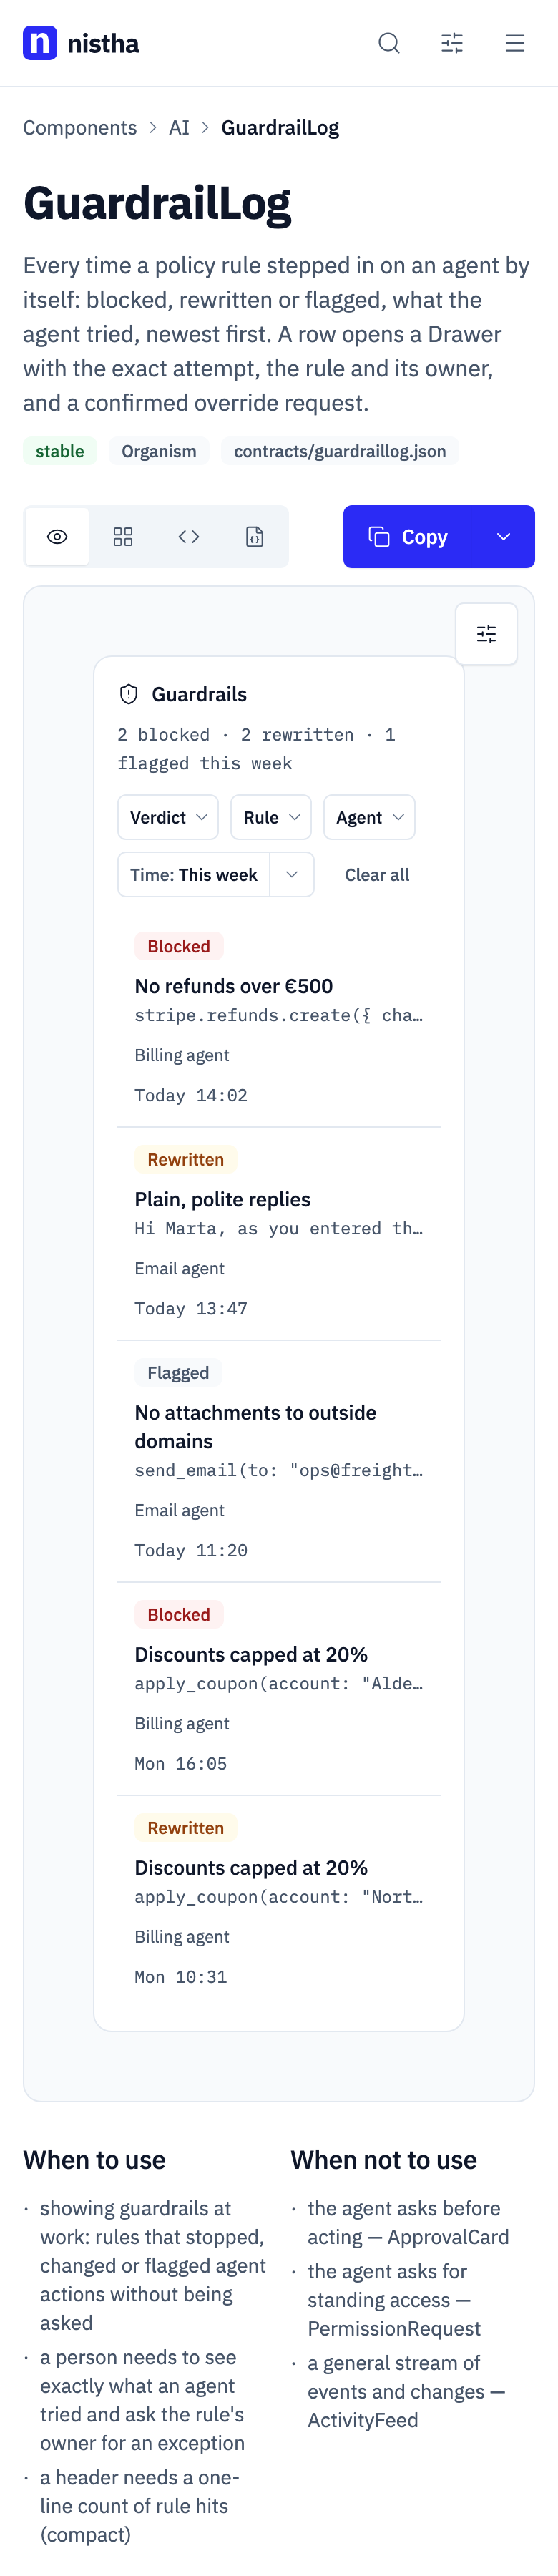 n nistha
Components > AI > GuardrailLog
GuardrailLog
Every time a policy rule stepped in on an agent by
itself: blocked, rewritten or flagged, what the
agent tried, newest first. A row opens a Drawer
with the exact attempt, the rule and its owner,
and a confirmed override request.
stable Organism contracts/guardraillog.json
Copy
Guardrails
2 blocked · 2 rewritten · 1
flagged this week
Verdict Rule Agent
Time: This week Clear all
Blocked
No refunds over €500
stripe.refunds.create({ cha…
Billing agent
Today 14:02
Rewritten
Plain, polite replies
Hi Marta, as you entered th…
Email agent
Today 13:47
Flagged
No attachments to outside
domains
send_email(to: "ops@freight…
Email agent
Today 11:20
Blocked
Discounts capped at 20%
apply_coupon(account: "Alde…
Billing agent
Mon 16:05
Rewritten
Discounts capped at 20%
apply_coupon(account: "Nort…
Billing agent
Mon 10:31
When to use
· showing guardrails at
work: rules that stopped,
changed or flagged agent
actions without being
asked
· a person needs to see
exactly what an agent
tried and ask the rule's
owner for an exception
· a header needs a one-
line count of rule hits
(compact)
When not to use
· the agent asks before
acting — ApprovalCard
· the agent asks for
standing access —
PermissionRequest
· a general stream of
events and changes —
ActivityFeed